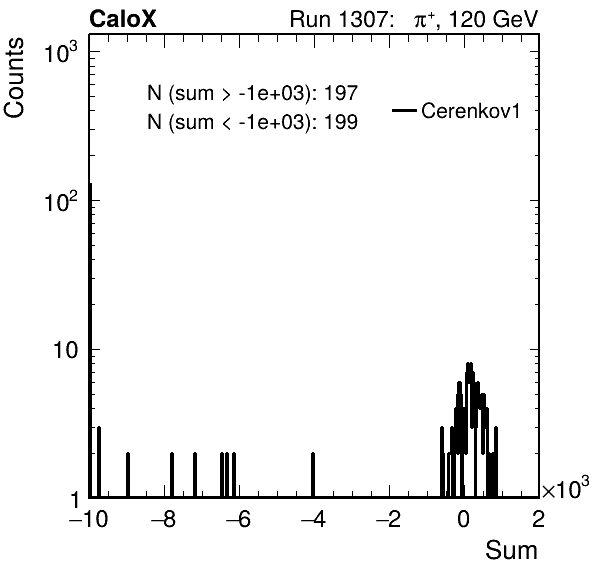 CaloX Run 1307: π⁺, 120 GeV
Counts
10³
N (sum > -1e+03): 197
N (sum < -1e+03): 199
Cerenkov1
10²
10
1
−10 −8 −6 −4 −2 0 2
×10³
Sum